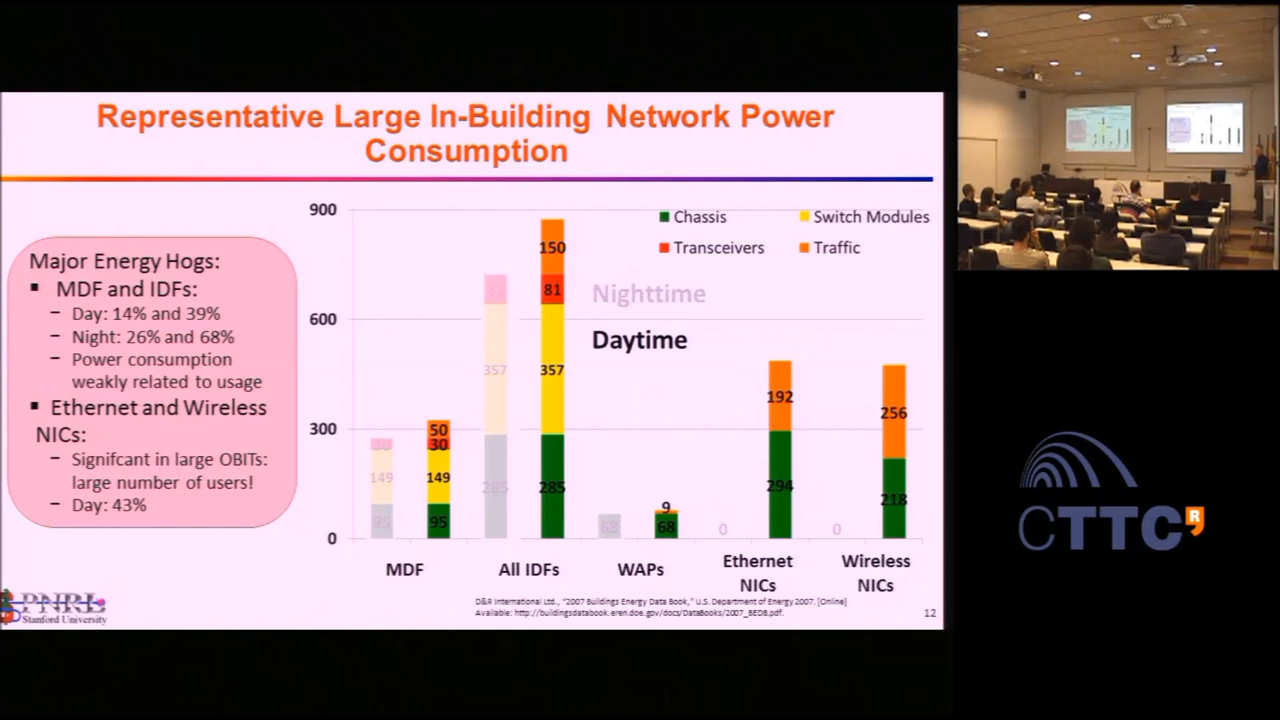 Representative Large In-Building Network Power
Consumption
Major Energy Hogs:
▪ MDF and IDFs:
– Day: 14% and 39%
– Night: 26% and 68%
– Power consumption
weakly related to usage
▪ Ethernet and Wireless
NICs:
– Signifcant in large OBITs:
large number of users!
– Day: 43%
900
600
300
0
Chassis
Switch Modules
Transceivers
Traffic
Nighttime
Daytime
30
149
95
50
30
149
95
357
285
150
81
357
285
68
9
68
0
192
294
0
256
218
MDF
All IDFs
WAPs
Ethernet
NICs
Wireless
NICs
D&R International Ltd., "2007 Buildings Energy Data Book," U.S. Department of Energy 2007. [Online]
Available: http://buildingsdatabook.eren.doe.gov/docs/DataBooks/2007_BEDB.pdf.
12
PNRL
Stanford University
CTTC R